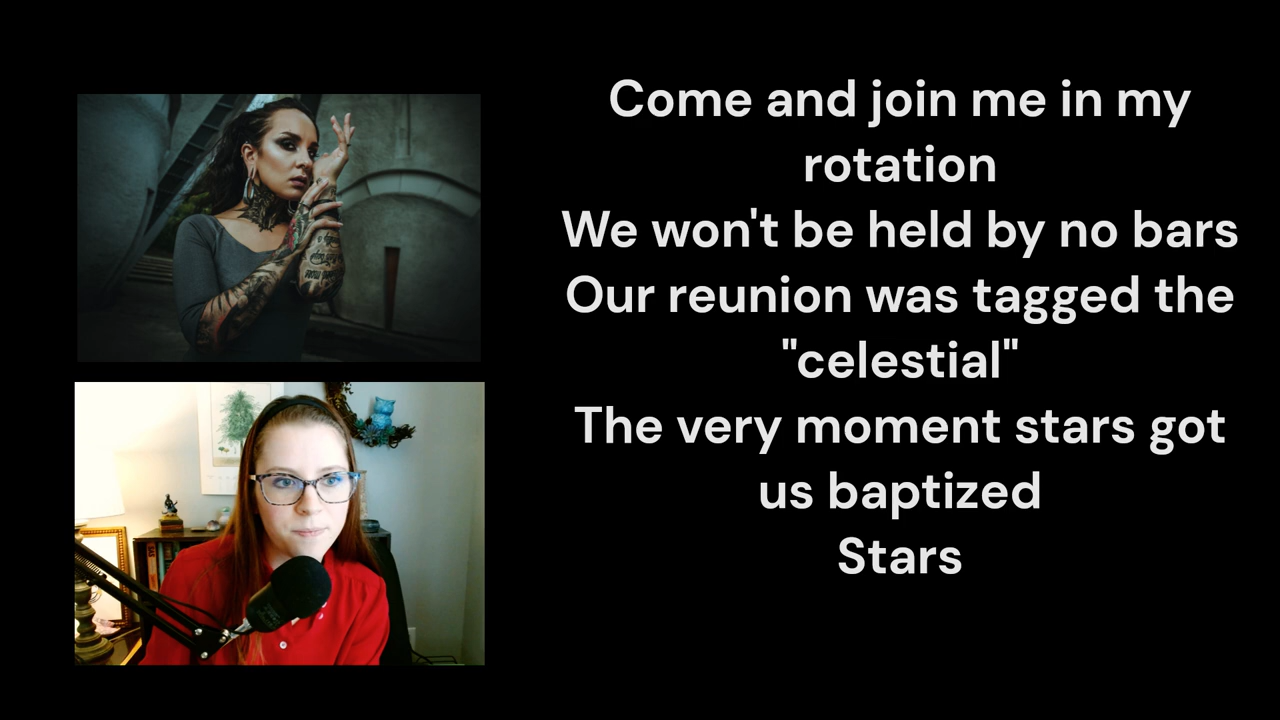 Come and join me in my
rotation
We won't be held by no bars
Our reunion was tagged the
"celestial"
The very moment stars got
us baptized
Stars